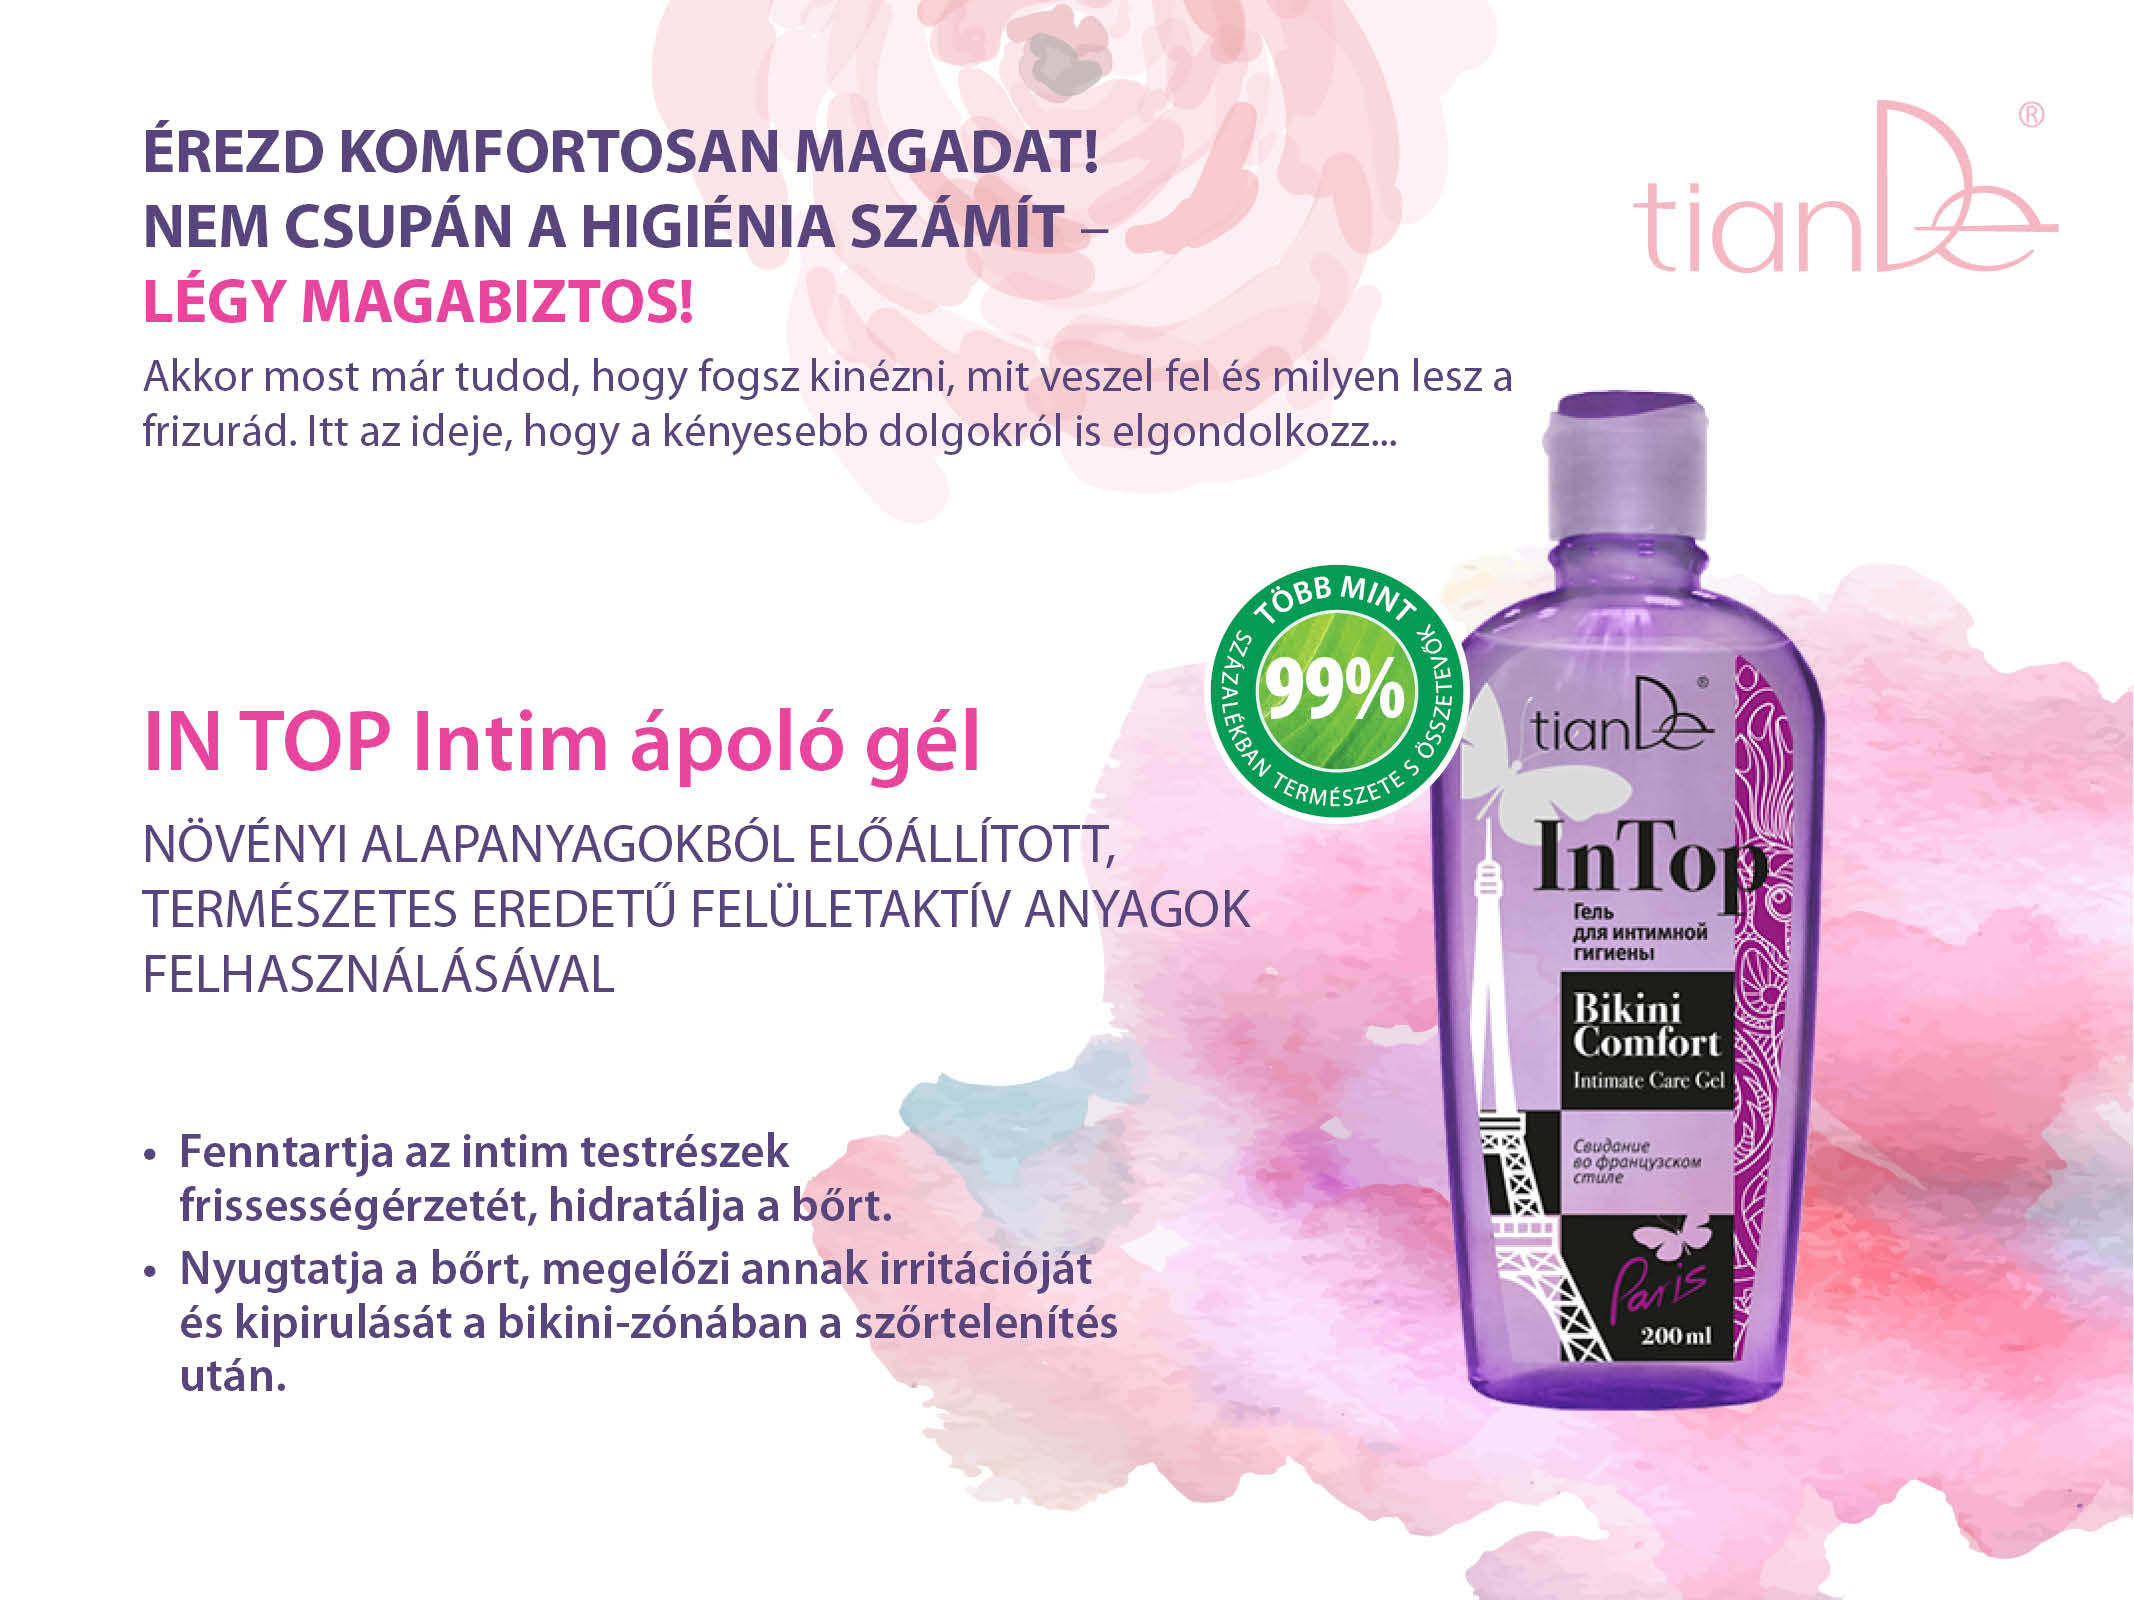 ÉREZD KOMFORTOSAN MAGADAT!
NEM CSUPÁN A HIGIÉNIA SZÁMÍT –
LÉGY MAGABIZTOS!
Akkor most már tudod, hogy fogsz kinézni, mit veszel fel és milyen lesz a
frizurád. Itt az ideje, hogy a kényesebb dolgokról is elgondolkozz...
tianDe®
IN TOP Intim ápoló gél
NÖVÉNYI ALAPANYAGOKBÓL ELŐÁLLÍTOTT,
TERMÉSZETES EREDETŰ FELÜLETAKTÍV ANYAGOK
FELHASZNÁLÁSÁVAL
• Fenntartja az intim testrészek
frissességérzetét, hidratálja a bőrt.
• Nyugtatja a bőrt, megelőzi annak irritációját
és kipirulását a bikini-zónában a szőrtelenítés
után.
TÖBB MINT
99%
SZÁZALÉKBAN TERMÉSZETE S ÖSSZETEVŐK
tianDe®
InTop
Гель
для интимной
гигиены
Bikini
Comfort
Intimate Care Gel
Свидание
во французском
стиле
Paris
200 ml